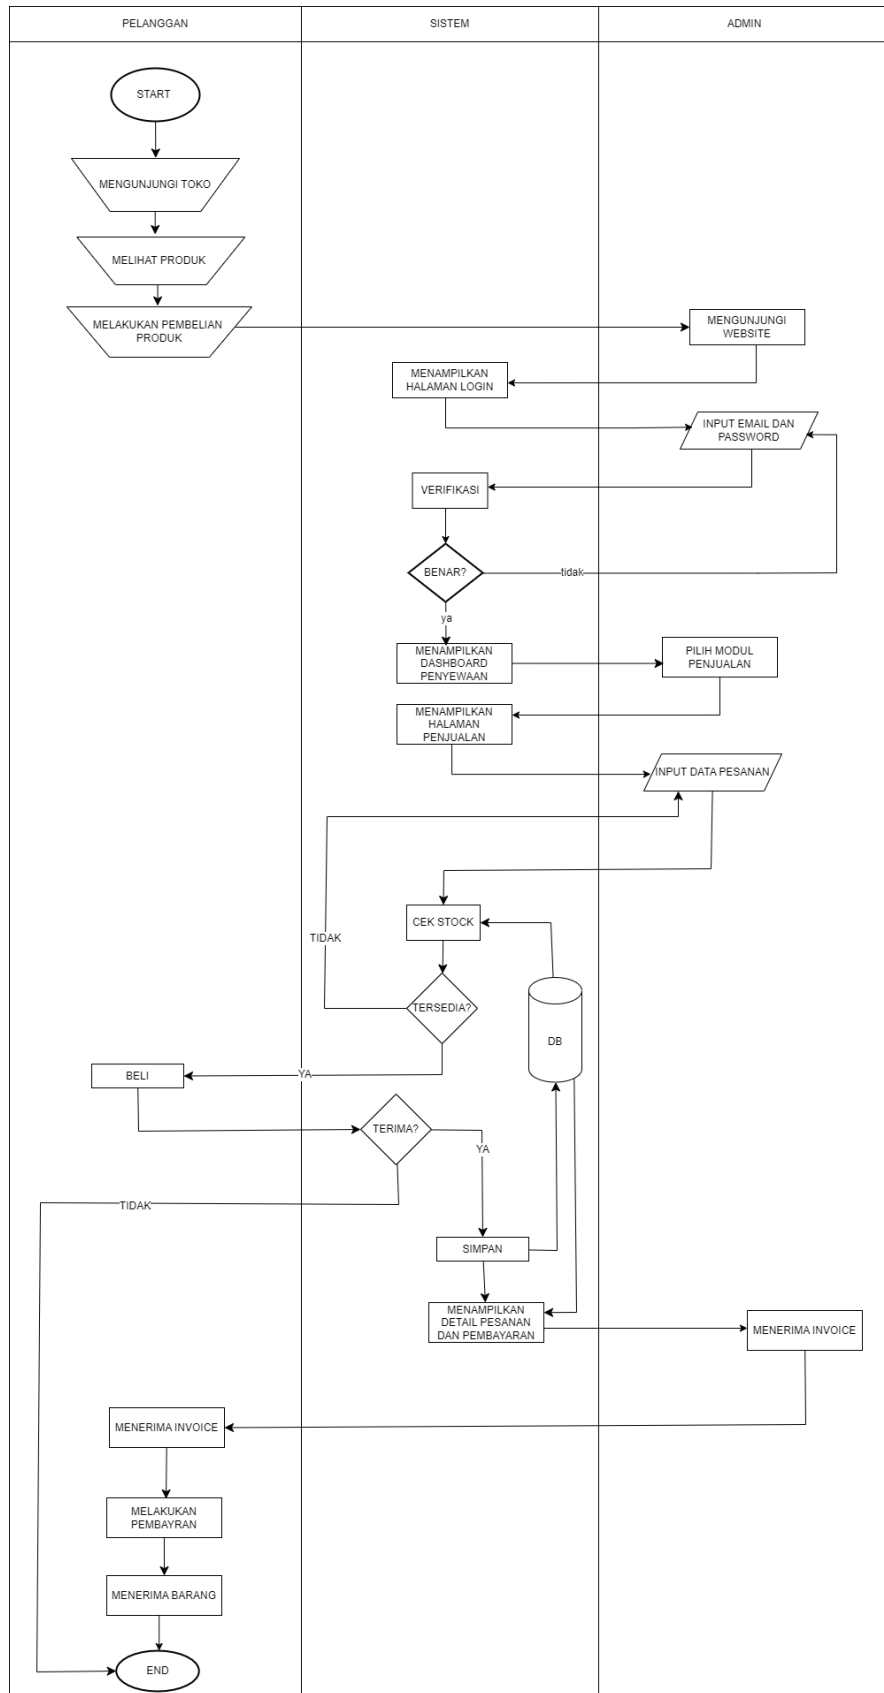 PELANGGAN
SISTEM
ADMIN
START
MENGUNJUNGI TOKO
MELIHAT PRODUK
MELAKUKAN PEMBELIAN
PRODUK
MENGUNJUNGI
WEBSITE
MENAMPILKAN
HALAMAN LOGIN
INPUT EMAIL DAN
PASSWORD
VERIFIKASI
BENAR?
tidak
ya
MENAMPILKAN
DASHBOARD
PENYEWAAN
PILIH MODUL
PENJUALAN
MENAMPILKAN
HALAMAN
PENJUALAN
INPUT DATA PESANAN
CEK STOCK
TIDAK
TERSEDIA?
DB
YA
BELI
TERIMA?
YA
TIDAK
SIMPAN
MENAMPILKAN
DETAIL PESANAN
DAN PEMBAYARAN
MENERIMA INVOICE
MENERIMA INVOICE
MELAKUKAN
PEMBAYRAN
MENERIMA BARANG
END